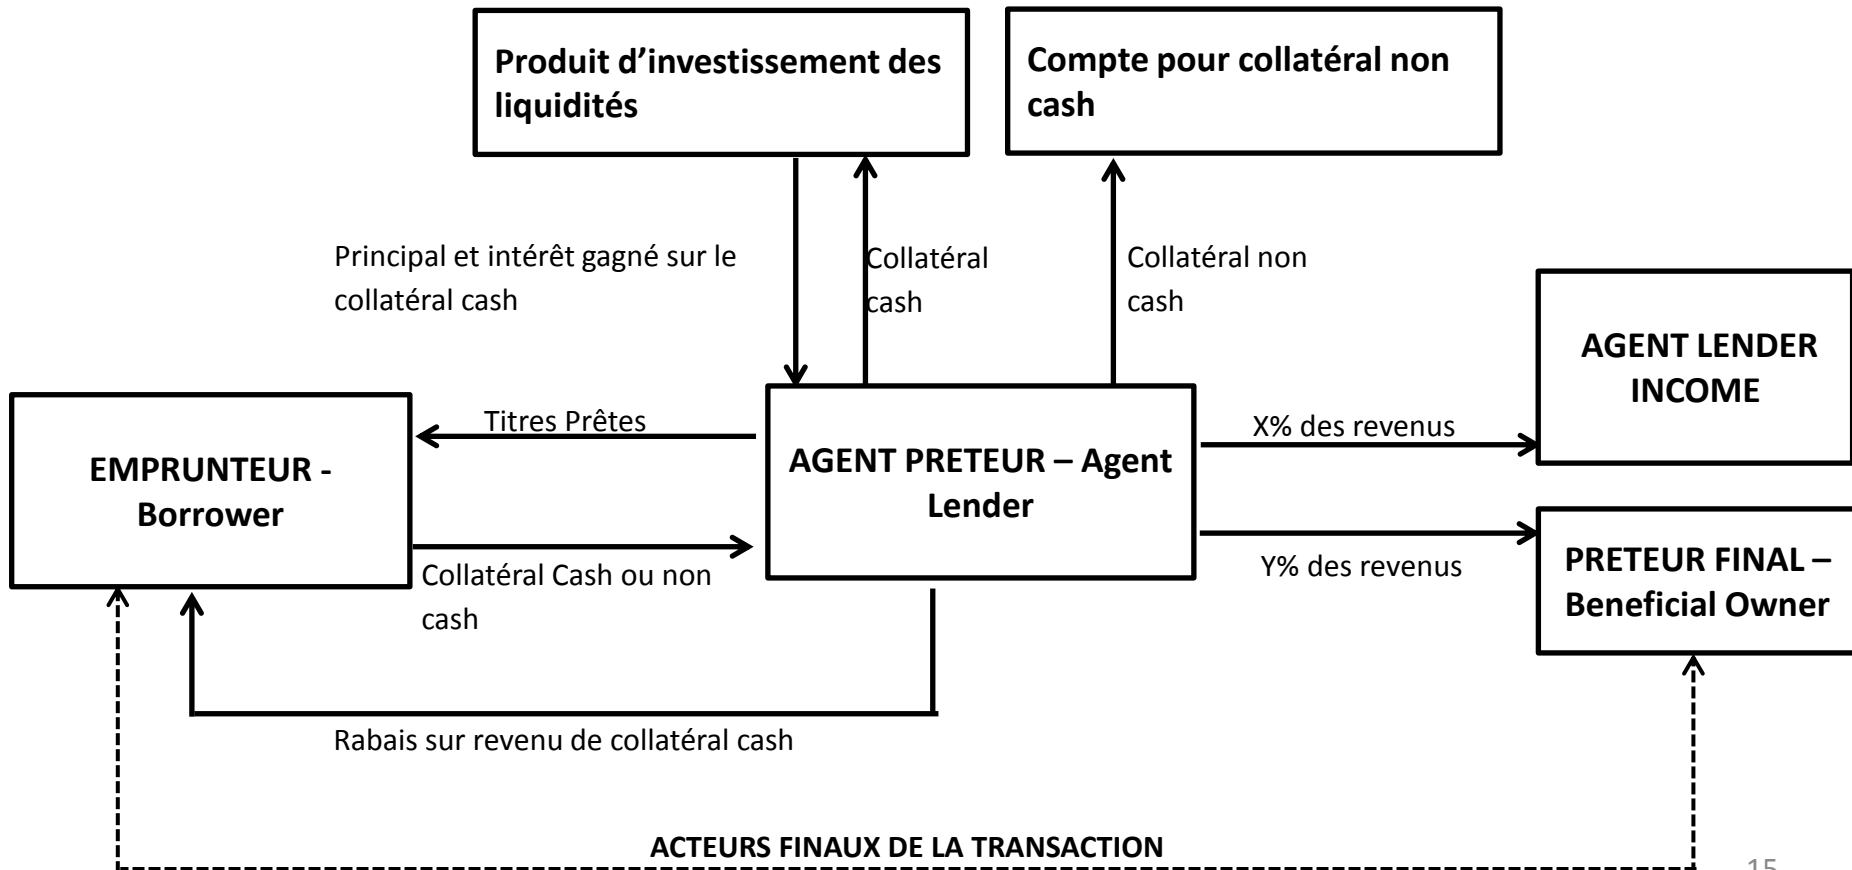 Produit d’investissement des
liquidités
Compte pour collatéral non
cash
Principal et intérêt gagné sur le
collatéral cash
Collatéral
cash
Collatéral non
cash
AGENT LENDER
INCOME
Titres Prêtes
X% des revenus
EMPRUNTEUR -
Borrower
AGENT PRETEUR – Agent
Lender
Collatéral Cash ou non
cash
Y% des revenus
PRETEUR FINAL –
Beneficial Owner
Rabais sur revenu de collatéral cash
ACTEURS FINAUX DE LA TRANSACTION
15